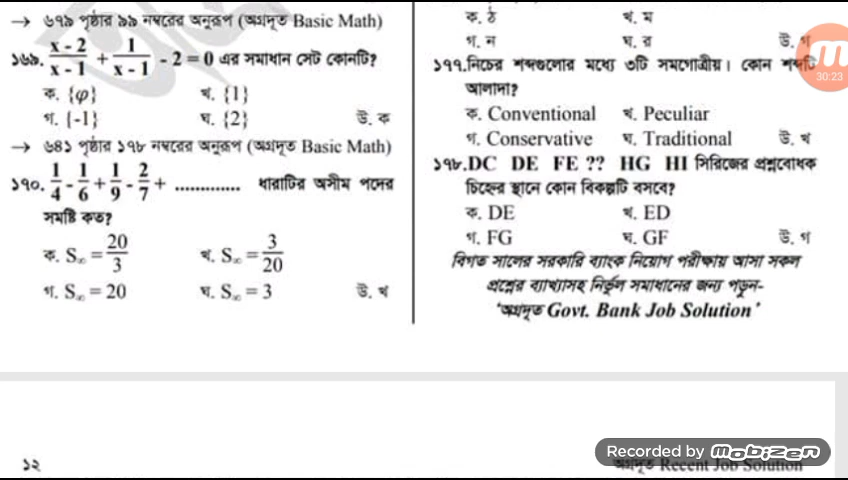 → ৬৭৯ পৃষ্ঠার ৯৯ নম্বরের অনুরূপ (অগ্রদূত Basic Math)
১৬৯. (x - 2)/(x - 1) + 1/(x - 1) - 2 = 0 এর সমাধান সেট কোনটি?
ক. {φ} খ. {1}
গ. {-1} ঘ. {2} উ. ক
→ ৬৪১ পৃষ্ঠার ১৭৮ নম্বরের অনুরূপ (অগ্রদূত Basic Math)
১৭০. 1/4 - 1/6 + 1/9 - 2/7 + ............. ধারাটির অসীম পদের
সমষ্টি কত?
ক. S∞ = 20/3 খ. S∞ = 3/20
গ. S∞ = 20 ঘ. S∞ = 3 উ. খ
ক. ঠ খ. ম
গ. ন ঘ. র উ. গ
১৭৭.নিচের শব্দগুলোর মধ্যে ৩টি সমগোত্রীয়। কোন শব্দটি
আলাদা?
ক. Conventional খ. Peculiar
গ. Conservative ঘ. Traditional উ. খ
১৭৮.DC DE FE ?? HG HI সিরিজের প্রশ্নবোধক
চিহ্নের স্থানে কোন বিকল্পটি বসবে?
ক. DE খ. ED
গ. FG ঘ. GF উ. গ
বিগত সালের সরকারি ব্যাংক নিয়োগ পরীক্ষায় আসা সকল
প্রশ্নের ব্যাখ্যাসহ নির্ভুল সমাধানের জন্য পড়ুন-
'অগ্রদূত Govt. Bank Job Solution'
30:23
১২
Recorded by mobizen
অগ্রদূত Recent Job Solution